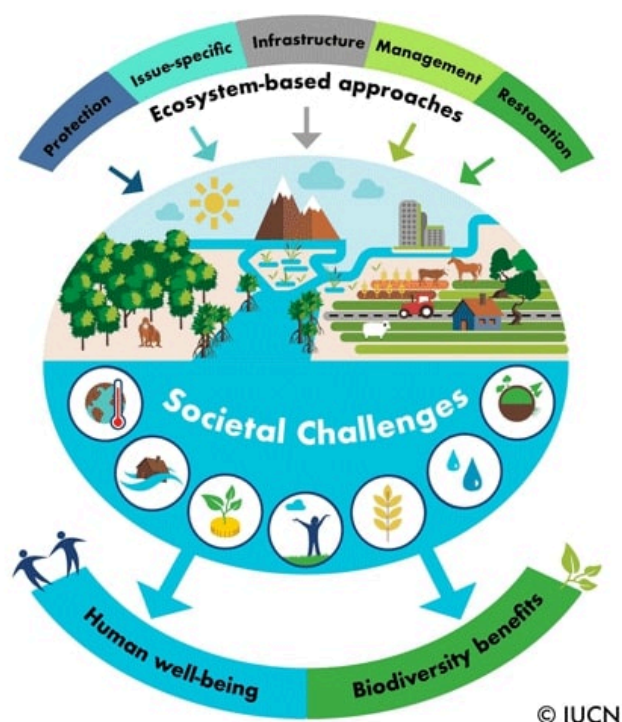 Protection
Issue-specific
Infrastructure
Management
Restoration
Ecosystem-based approaches
Societal Challenges
Human well-being
Biodiversity benefits
© IUCN